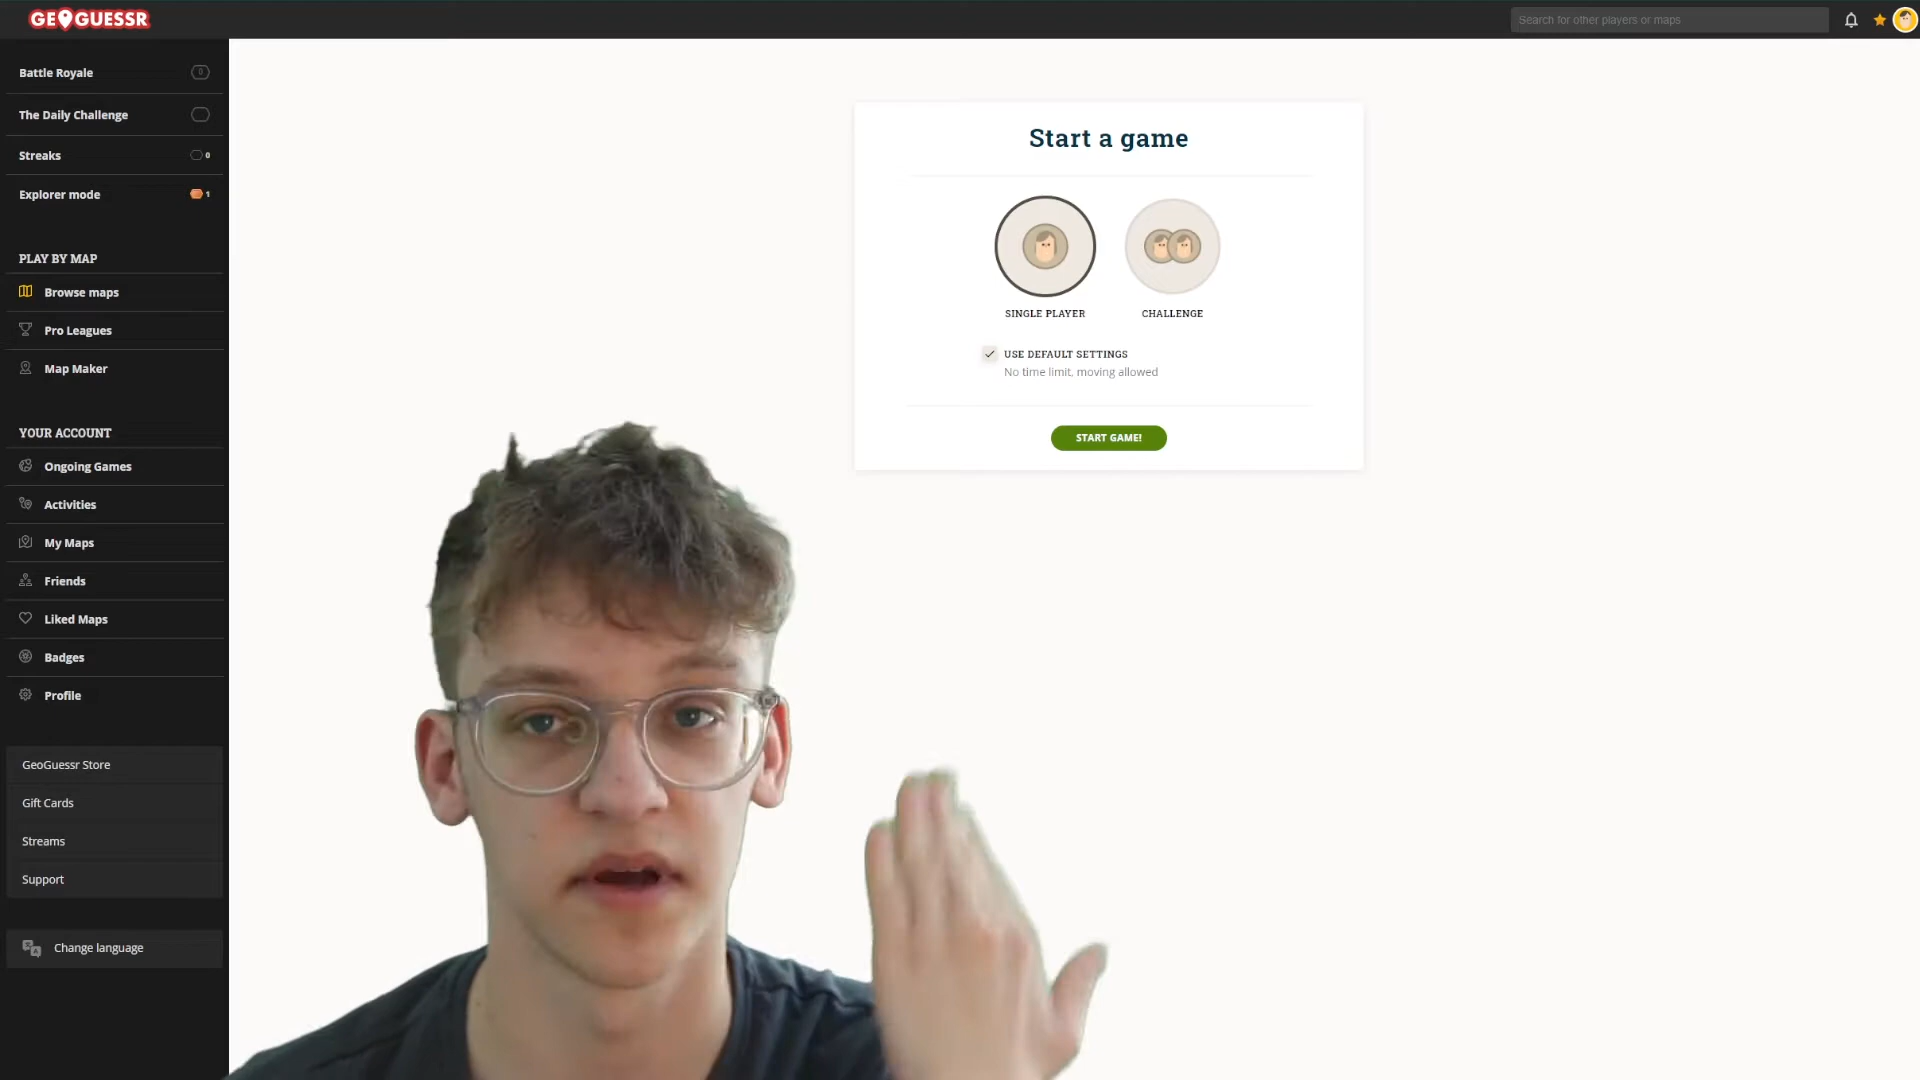 GEOGUESSR
Search for other players or maps
Battle Royale
0
The Daily Challenge
Streaks
0
Explorer mode
1
PLAY BY MAP
Browse maps
Pro Leagues
Map Maker
YOUR ACCOUNT
Ongoing Games
Activities
My Maps
Friends
Liked Maps
Badges
Profile
GeoGuessr Store
Gift Cards
Streams
Support
Change language
Start a game
SINGLE PLAYER
CHALLENGE
USE DEFAULT SETTINGS
No time limit, moving allowed
START GAME!